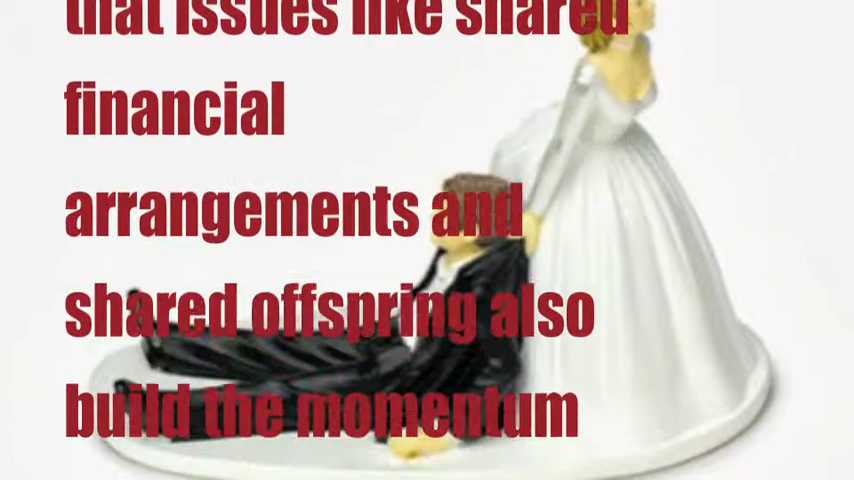 that issues like shared
financial
arrangements and
shared offspring also
build the momentum